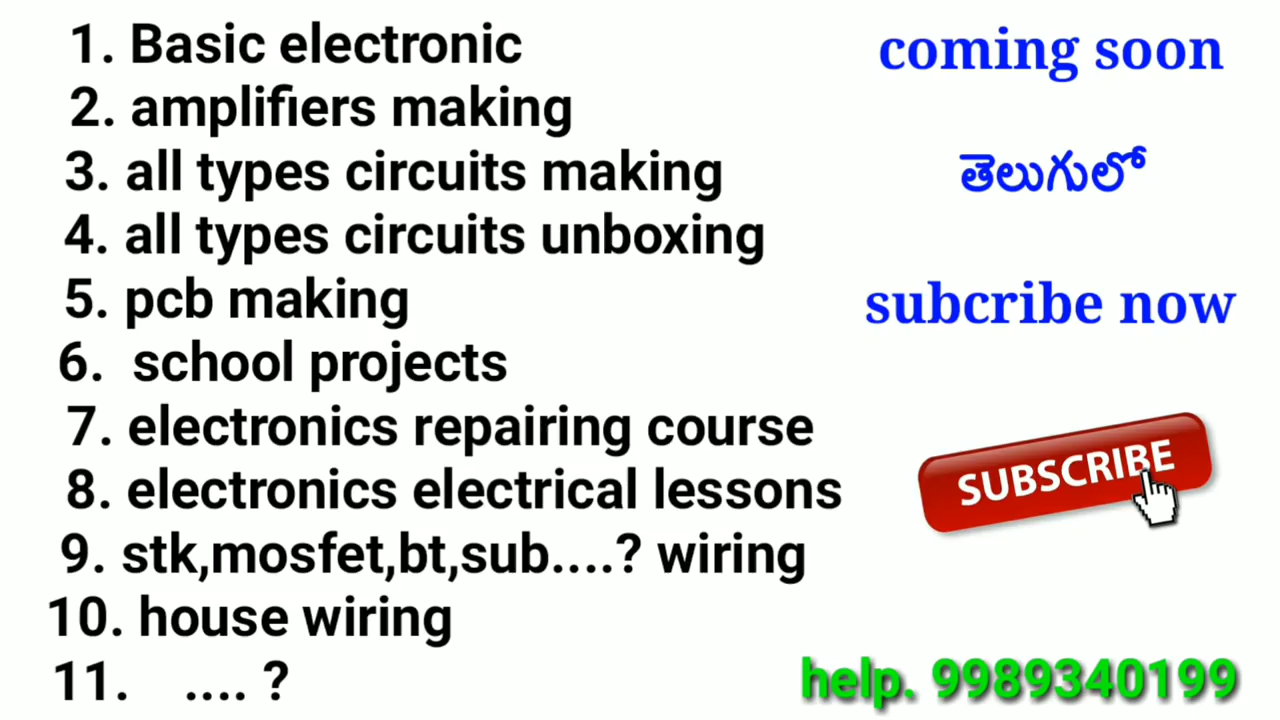 1. Basic electronic
2. amplifiers making
3. all types circuits making
4. all types circuits unboxing
5. pcb making
6. school projects
7. electronics repairing course
8. electronics electrical lessons
9. stk,mosfet,bt,sub....? wiring
10. house wiring
11. .... ?
coming soon
తెలుగులో
subcribe now
SUBSCRIBE
help. 9989340199